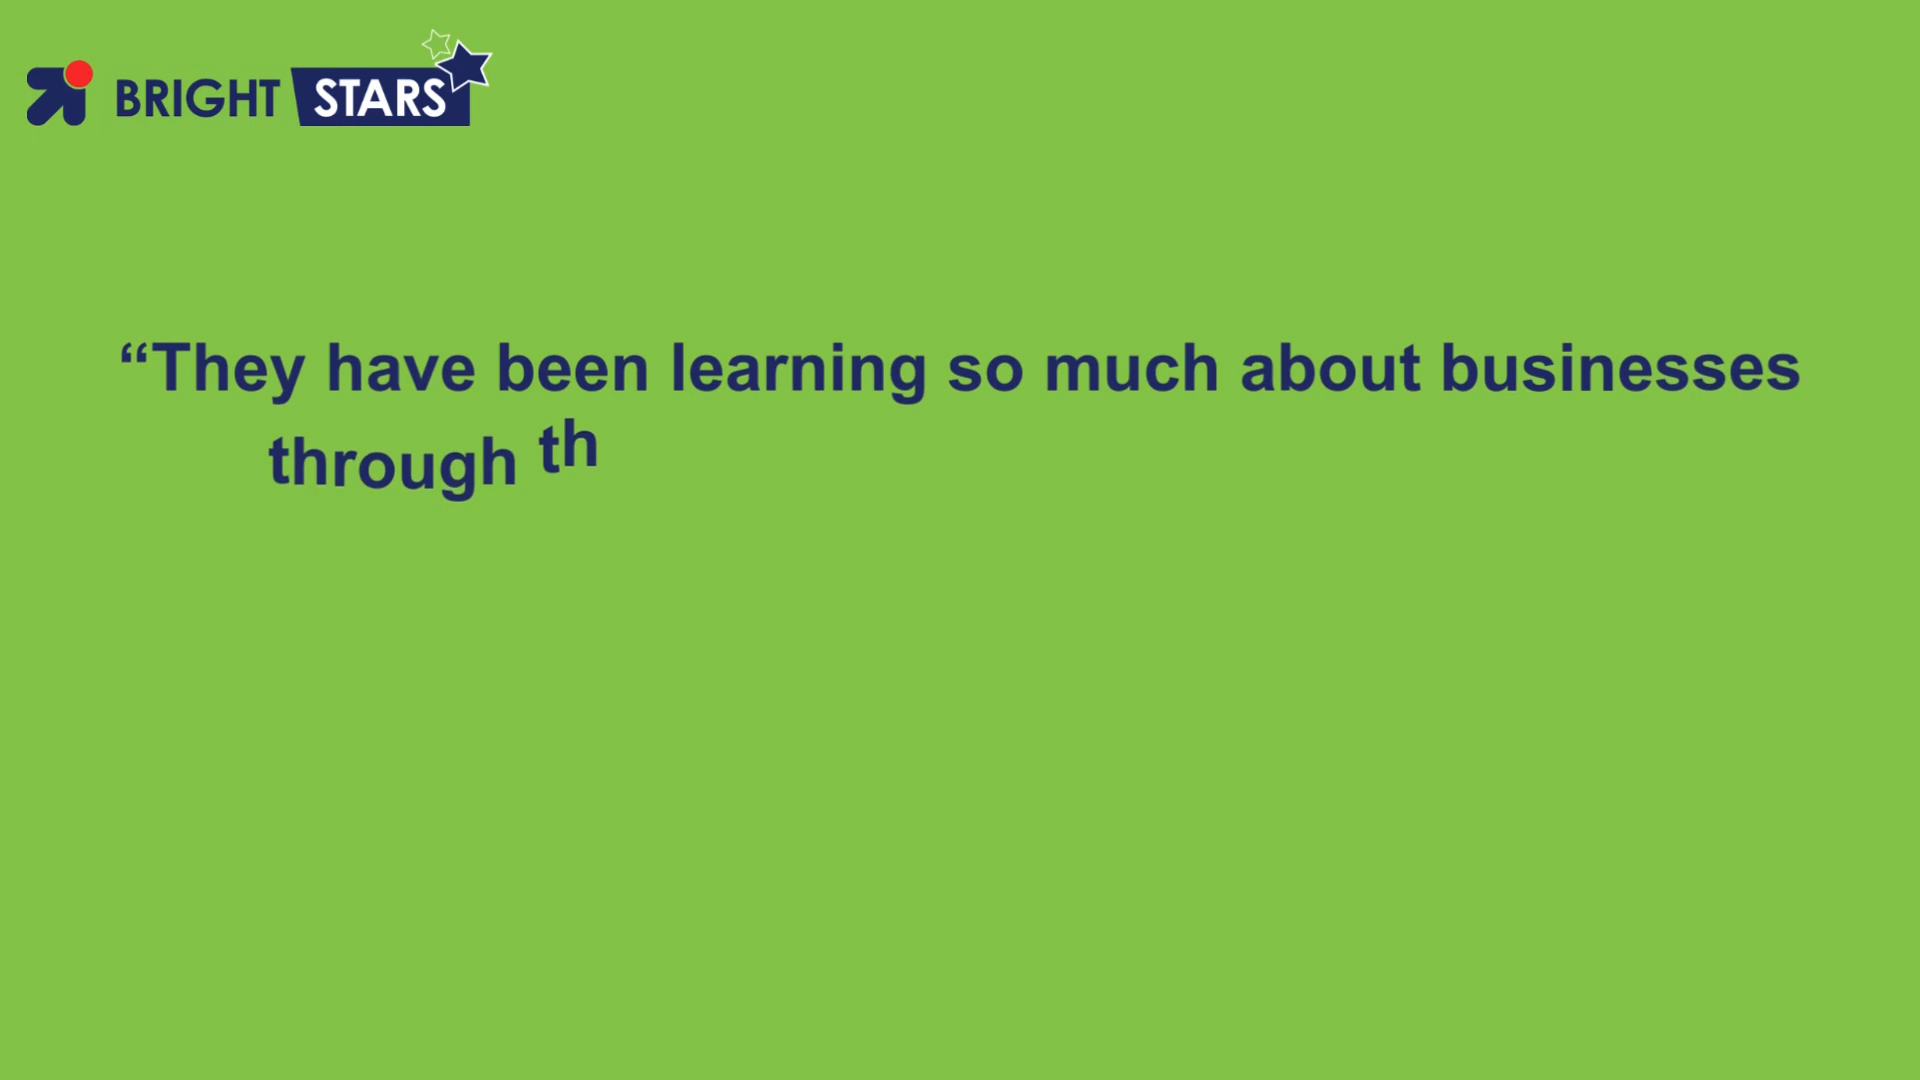 BRIGHT STARS
“They have been learning so much about businesses
through th